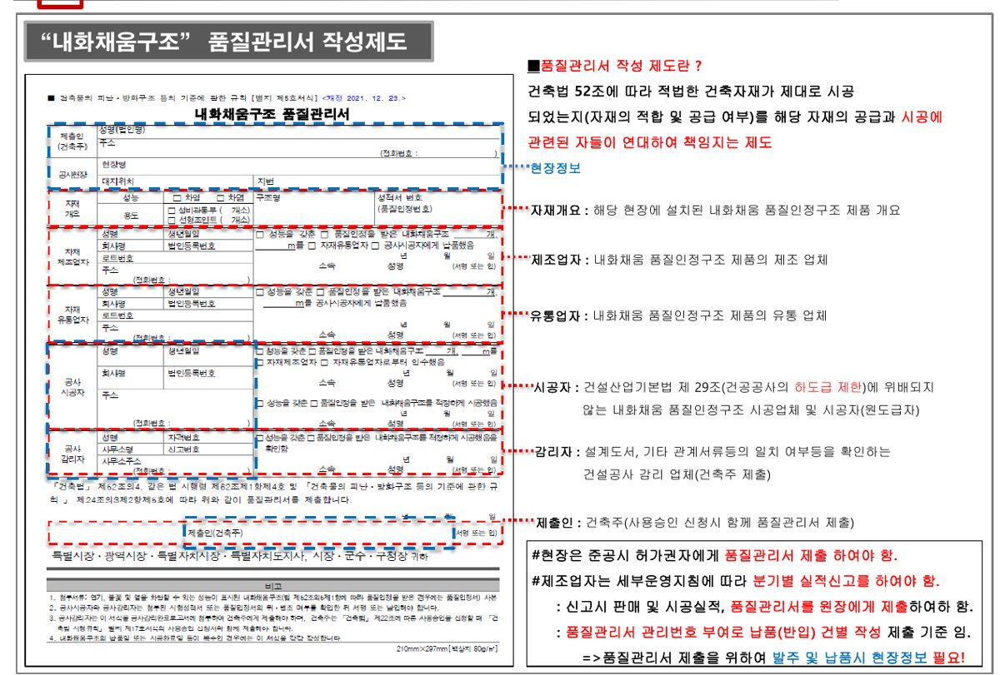 “내화채움구조” 품질관리서 작성제도
■ 건축물의 피난ㆍ방화구조 등의 기준에 관한 규칙 [별지 제5호서식] <개정 2021. 12. 23.>
내화채움구조 품질관리서
제출인
(건축주)
성명(법인명)
주소
(전화번호 : )
공사현장
현장명
대지위치 지번
자재
개요
성능 □ 차열 □ 차염
용도 □ 설비관통부 ( 개소)
□ 선형조인트 ( 개소)
구조명
성적서 번호
(품질인정번호)
자재
제조업자
성명 생년월일
회사명 법인등록번호
로트번호
주소
(전화번호 : )
□ 성능을 갖춘 □ 품질인정을 받은 내화채움구조 개,
m를 □ 자재유통업자 □ 공사시공자에게 납품했음
년 월 일
소속 성명 (서명 또는 인)
자재
유통업자
성명 생년월일
회사명 법인등록번호
로트번호
주소
(전화번호 : )
□ 성능을 갖춘 □ 품질인정을 받은 내화채움구조 개,
m를 공사시공자에게 납품했음
년 월 일
소속 성명 (서명 또는 인)
공사
시공자
성명 생년월일
회사명 법인등록번호
주소
(전화번호 : )
□ 성능을 갖춘 □ 품질인정을 받은 내화채움구조 개, m를
□ 자재제조업자 □ 자재유통업자로부터 인수했음
년 월 일
소속 성명 (서명 또는 인)
□ 성능을 갖춘 □ 품질인정을 받은 내화채움구조를 적정하게 시공했음
년 월 일
소속 성명 (서명 또는 인)
공사
감리자
성명 자격번호
사무소명 신고번호
사무소주소
(전화번호 : )
□ 성능을 갖춘 □ 품질인정을 받은 내화채움구조를 적정하게 시공했음을
확인함
년 월 일
소속 성명 (서명 또는 인)
「건축법」 제52조의4, 같은 법 시행령 제62조제1항제4호 및 「건축물의 피난ㆍ방화구조 등의 기준에 관한 규
칙」 제24조의3제2항제5호에 따라 위와 같이 품질관리서를 제출합니다.
년 월 일
제출인(건축주) (서명 또는 인)
특별시장ㆍ광역시장ㆍ특별자치시장ㆍ특별자치도지사, 시장ㆍ군수ㆍ구청장 귀하
비고
1. 첨부서류: 연기, 불꽃 및 열을 차단할 수 있는 성능이 표시된 내화채움구조(법 제52조의5제1항에 따라 품질인정을 받은 경우에는 품질인정서) 사본
2. 공사시공자와 공사감리자는 첨부된 시험성적서 또는 품질인정서의 위ㆍ변조 여부를 확인한 뒤 서명 또는 날인합니다.
3. 공사감리자는 이 서식을 공사감리완료보고서에 첨부하여 건축주에게 제출해야 하며, 건축주는 「건축법」 제22조에 따른 사용승인을 신청할 때 「건
축법 시행규칙」 별지 제17호서식의 사용승인 신청서와 함께 제출해야 합니다.
4. 내화채움구조의 납품일 또는 시공완료일 등이 복수인 경우에는 이 서식을 각각 작성합니다.
210mm×297mm[백상지 80g/㎡]
■품질관리서 작성 제도란 ?
건축법 52조에 따라 적법한 건축자재가 제대로 시공
되었는지(자재의 적합 및 공급 여부)를 해당 자재의 공급과 시공에
관련된 자들이 연대하여 책임지는 제도
현장정보
자재개요 : 해당 현장에 설치된 내화채움 품질인정구조 제품 개요
제조업자 : 내화채움 품질인정구조 제품의 제조 업체
유통업자 : 내화채움 품질인정구조 제품의 유통 업체
시공자 : 건설산업기본법 제 29조(건공공사의 하도급 제한)에 위배되지
않는 내화채움 품질인정구조 시공업체 및 시공자(원도급자)
감리자 : 설계도서, 기타 관계서류등의 일치 여부등을 확인하는
건설공사 감리 업체(건축주 제출)
제출인 : 건축주(사용승인 신청시 함께 품질관리서 제출)
#현장은 준공시 허가권자에게 품질관리서 제출 하여야 함.
#제조업자는 세부운영지침에 따라 분기별 실적신고를 하여야 함.
: 신고시 판매 및 시공실적, 품질관리서를 원장에게 제출하여하 함.
: 품질관리서 관리번호 부여로 납품(반입) 건별 작성 제출 기준 임.
=>품질관리서 제출을 위하여 발주 및 납품시 현장정보 필요!